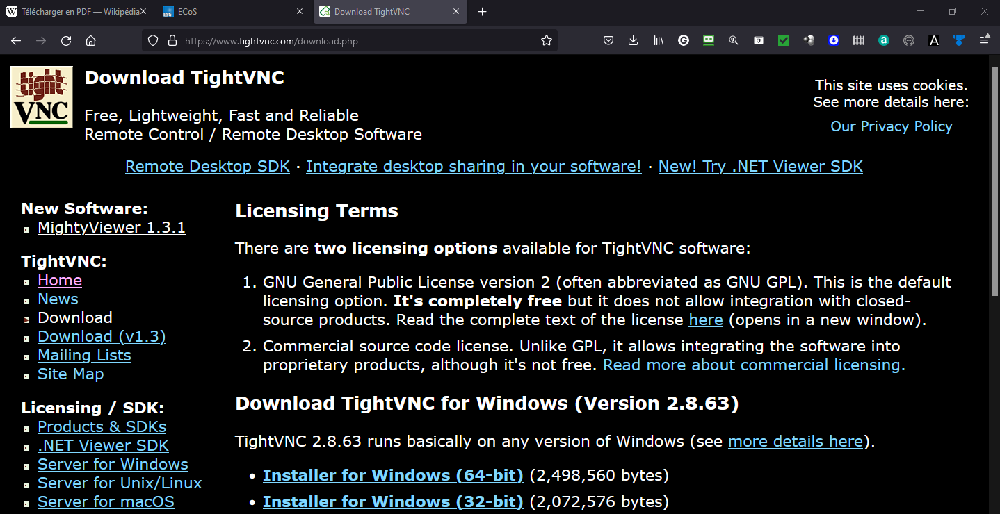 Télécharger en PDF — Wikipédia
ECoS
Download TightVNC
https://www.tightvnc.com/download.php
tight
VNC
Download TightVNC
Free, Lightweight, Fast and Reliable
Remote Control / Remote Desktop Software
This site uses cookies.
See more details here:
Our Privacy Policy
Remote Desktop SDK · Integrate desktop sharing in your software! · New! Try .NET Viewer SDK
New Software:
MightyViewer 1.3.1
TightVNC:
Home
News
Download
Download (v1.3)
Mailing Lists
Site Map
Licensing / SDK:
Products & SDKs
.NET Viewer SDK
Server for Windows
Server for Unix/Linux
Server for macOS
Licensing Terms
There are two licensing options available for TightVNC software:
1. GNU General Public License version 2 (often abbreviated as GNU GPL). This is the default
licensing option. It's completely free but it does not allow integration with closed-
source products. Read the complete text of the license here (opens in a new window).
2. Commercial source code license. Unlike GPL, it allows integrating the software into
proprietary products, although it's not free. Read more about commercial licensing.
Download TightVNC for Windows (Version 2.8.63)
TightVNC 2.8.63 runs basically on any version of Windows (see more details here).
• Installer for Windows (64-bit) (2,498,560 bytes)
• Installer for Windows (32-bit) (2,072,576 bytes)